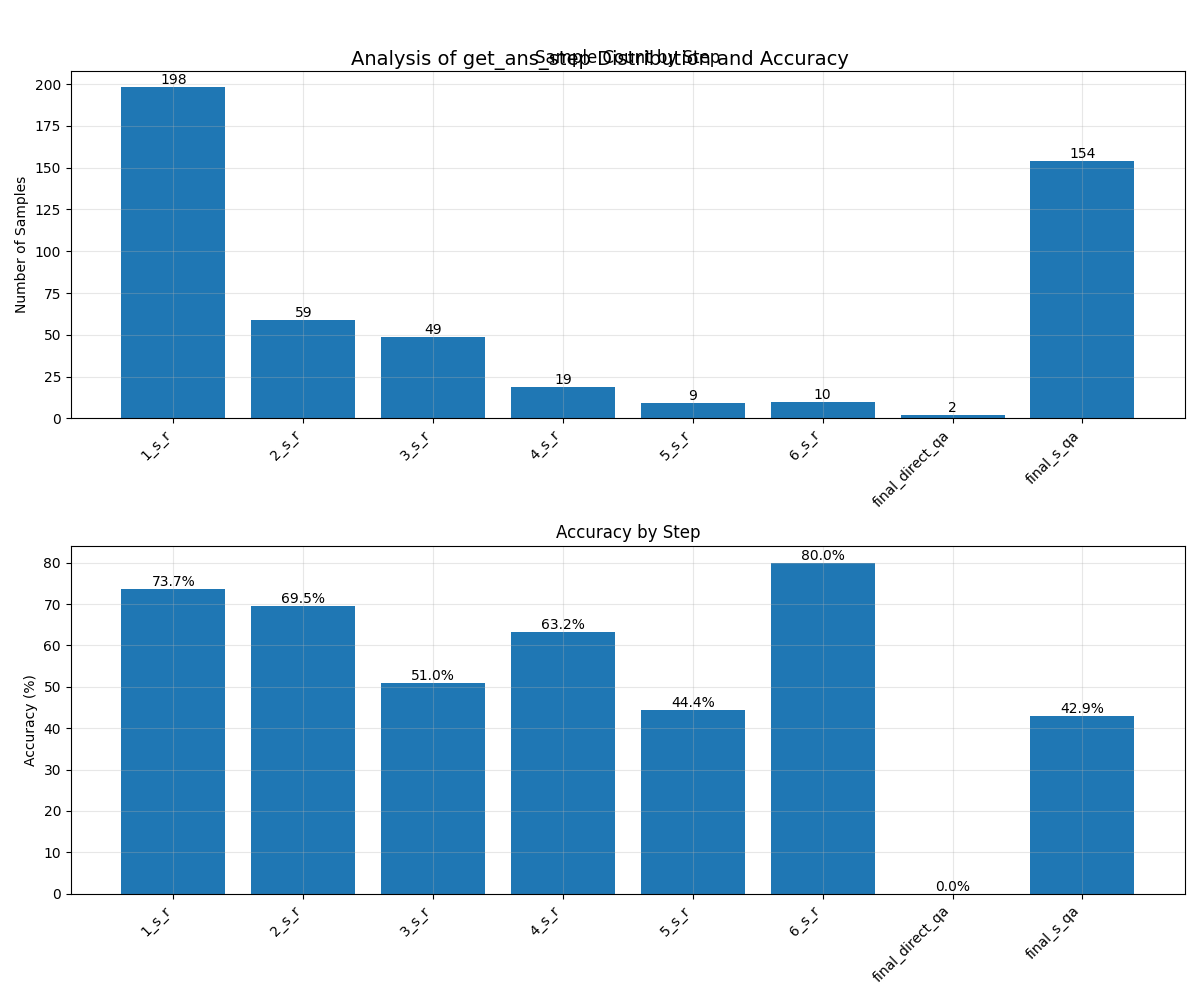 Analysis of get_ans_step Distribution and Accuracy
Sample Count by Step
Number of Samples
200
175
150
125
100
75
50
25
0
198
59
49
19
9
10
2
154
1_s_r
2_s_r
3_s_r
4_s_r
5_s_r
6_s_r
final_direct_qa
final_s_qa
Accuracy by Step
Accuracy (%)
80
70
60
50
40
30
20
10
0
73.7%
69.5%
51.0%
63.2%
44.4%
80.0%
0.0%
42.9%
1_s_r
2_s_r
3_s_r
4_s_r
5_s_r
6_s_r
final_direct_qa
final_s_qa